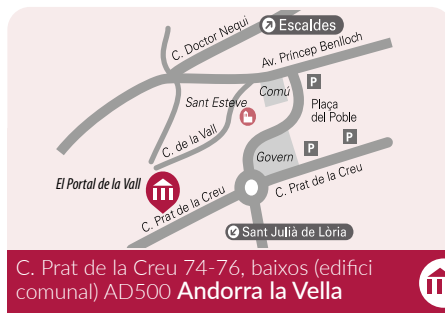 Escaldes
C. Doctor Nequi
Av. Príncep Benlloch
P
Comú
Sant Esteve
Plaça
del Poble
C. de la Vall
P
P
Govern
El Portal de la Vall
C. Prat de la Creu
C. Prat de la Creu
Sant Julià de Lòria
C. Prat de la Creu 74-76, baixos (edifici
comunal) AD500 Andorra la Vella